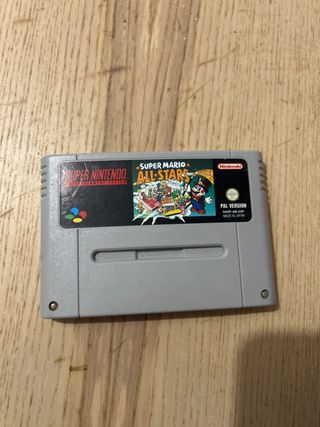 SUPER NINTENDO
ENTERTAINMENT SYSTEM
SUPER MARIO
ALL-STARS
Nintendo
PAL VERSION
MADE IN JAPAN